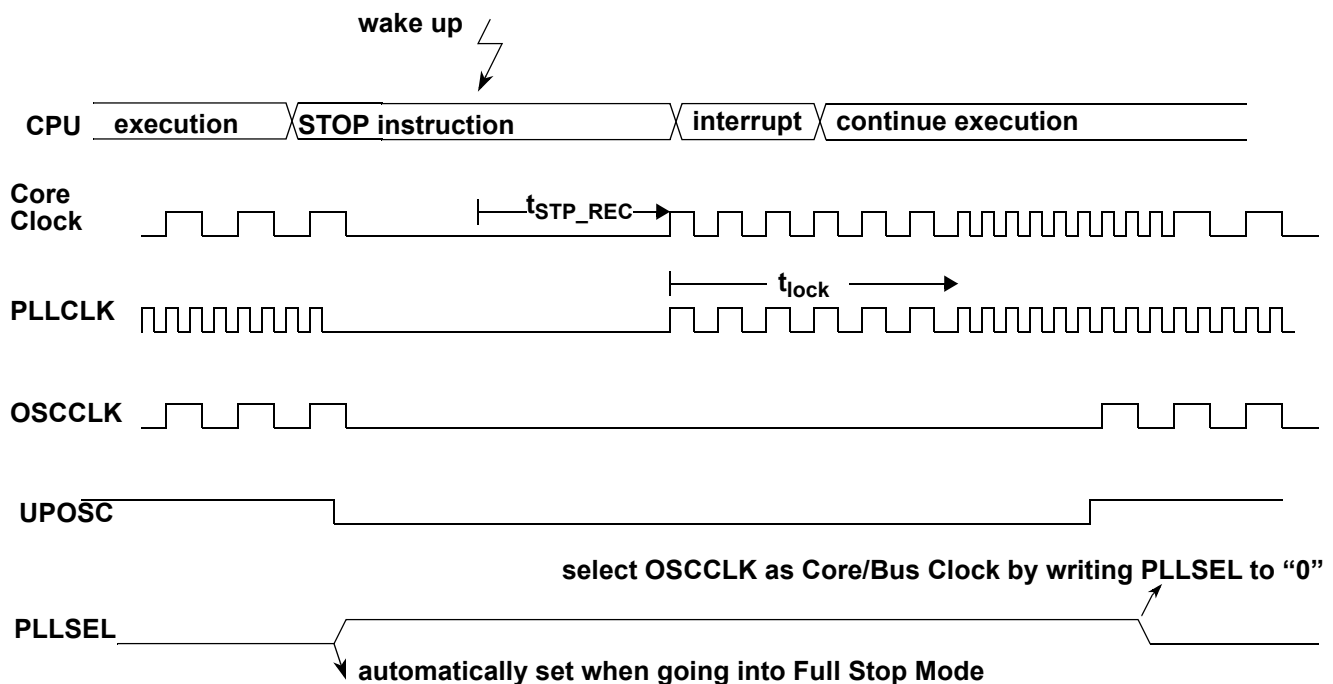 wake up
CPU execution STOP instruction interrupt continue execution
Core
Clock
tSTP_REC
tlock
PLLCLK
OSCCLK
UPOSC
select OSCCLK as Core/Bus Clock by writing PLLSEL to “0”
PLLSEL
automatically set when going into Full Stop Mode